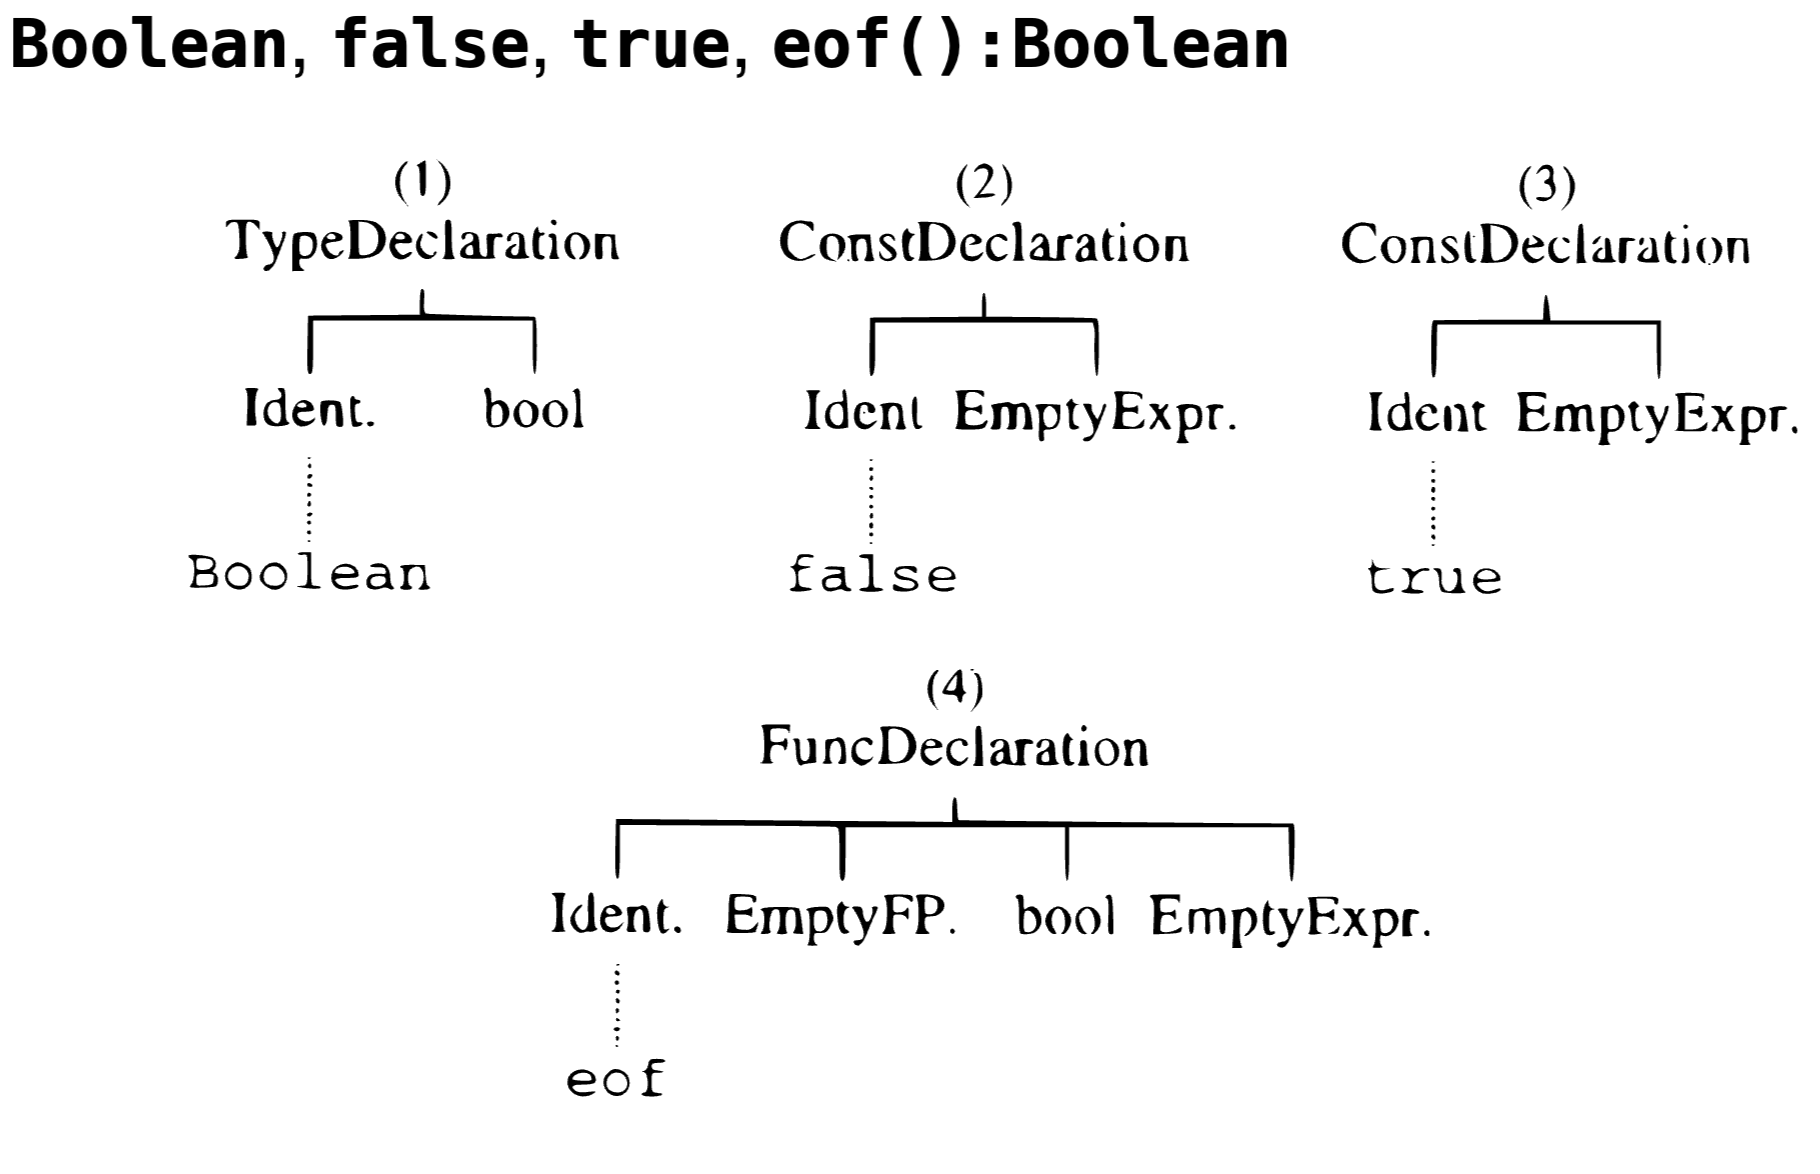 Boolean, false, true, eof():Boolean
(1) (2) (3)
TypeDeclaration ConstDeclaration ConstDeclaration
Ident. bool Ident EmptyExpr. Ident EmptyExpr.
Boolean false true
(4)
FuncDeclaration
Ident. EmptyFP. bool EmptyExpr.
eof